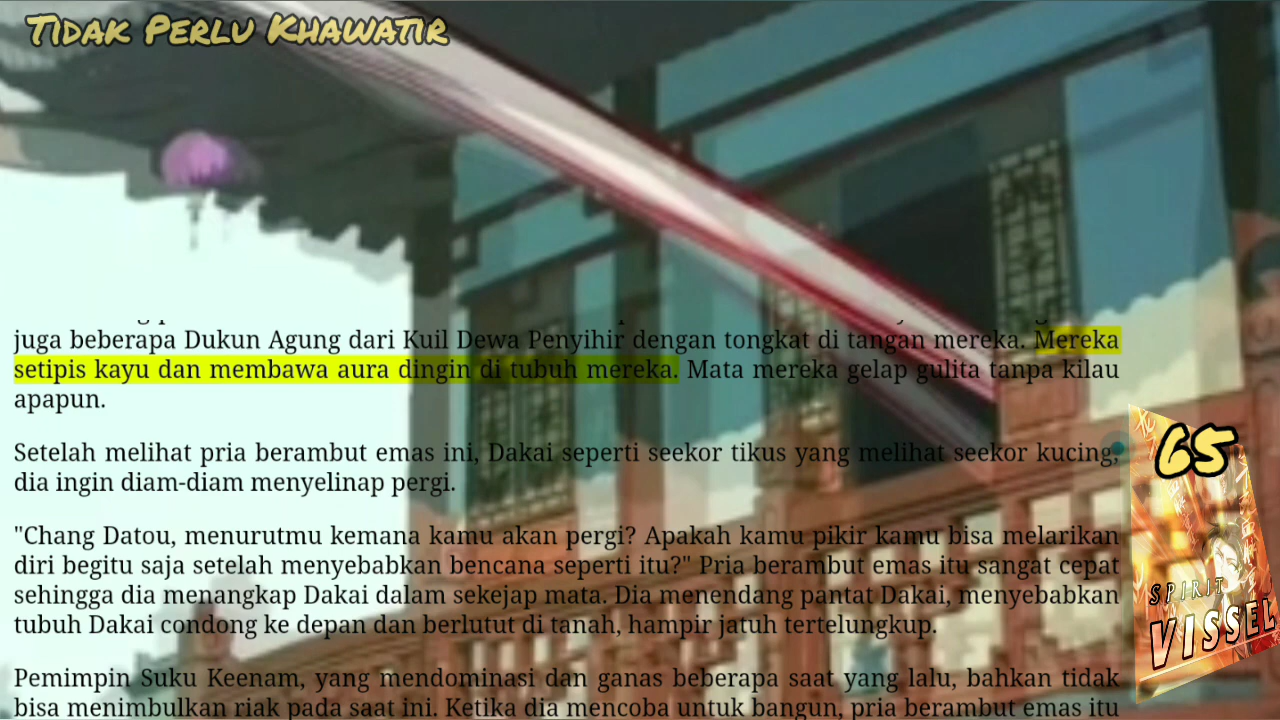 Tidak Perlu Khawatir
juga beberapa Dukun Agung dari Kuil Dewa Penyihir dengan tongkat di tangan mereka. Mereka
setipis kayu dan membawa aura dingin di tubuh mereka. Mata mereka gelap gulita tanpa kilau
apapun.
Setelah melihat pria berambut emas ini, Dakai seperti seekor tikus yang melihat seekor kucing,
dia ingin diam-diam menyelinap pergi.
"Chang Datou, menurutmu kemana kamu akan pergi? Apakah kamu pikir kamu bisa melarikan
diri begitu saja setelah menyebabkan bencana seperti itu?" Pria berambut emas itu sangat cepat
sehingga dia menangkap Dakai dalam sekejap mata. Dia menendang pantat Dakai, menyebabkan
tubuh Dakai condong ke depan dan berlutut di tanah, hampir jatuh tertelungkup.
Pemimpin Suku Keenam, yang mendominasi dan ganas beberapa saat yang lalu, bahkan tidak
bisa menimbulkan riak pada saat ini. Ketika dia mencoba untuk bangun, pria berambut emas itu
65
SPIRIT
VISSEL